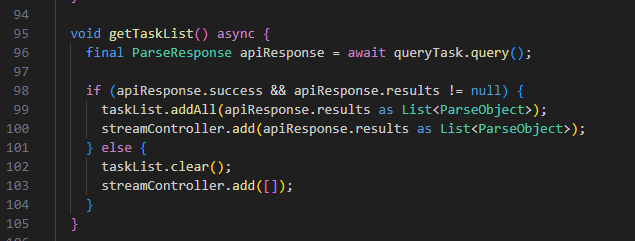 94
95 void getTaskList() async {
96 final ParseResponse apiResponse = await queryTask.query();
97
98 if (apiResponse.success && apiResponse.results != null) {
99 taskList.addAll(apiResponse.results as List<ParseObject>);
100 streamController.add(apiResponse.results as List<ParseObject>);
101 } else {
102 taskList.clear();
103 streamController.add([]);
104 }
105 }